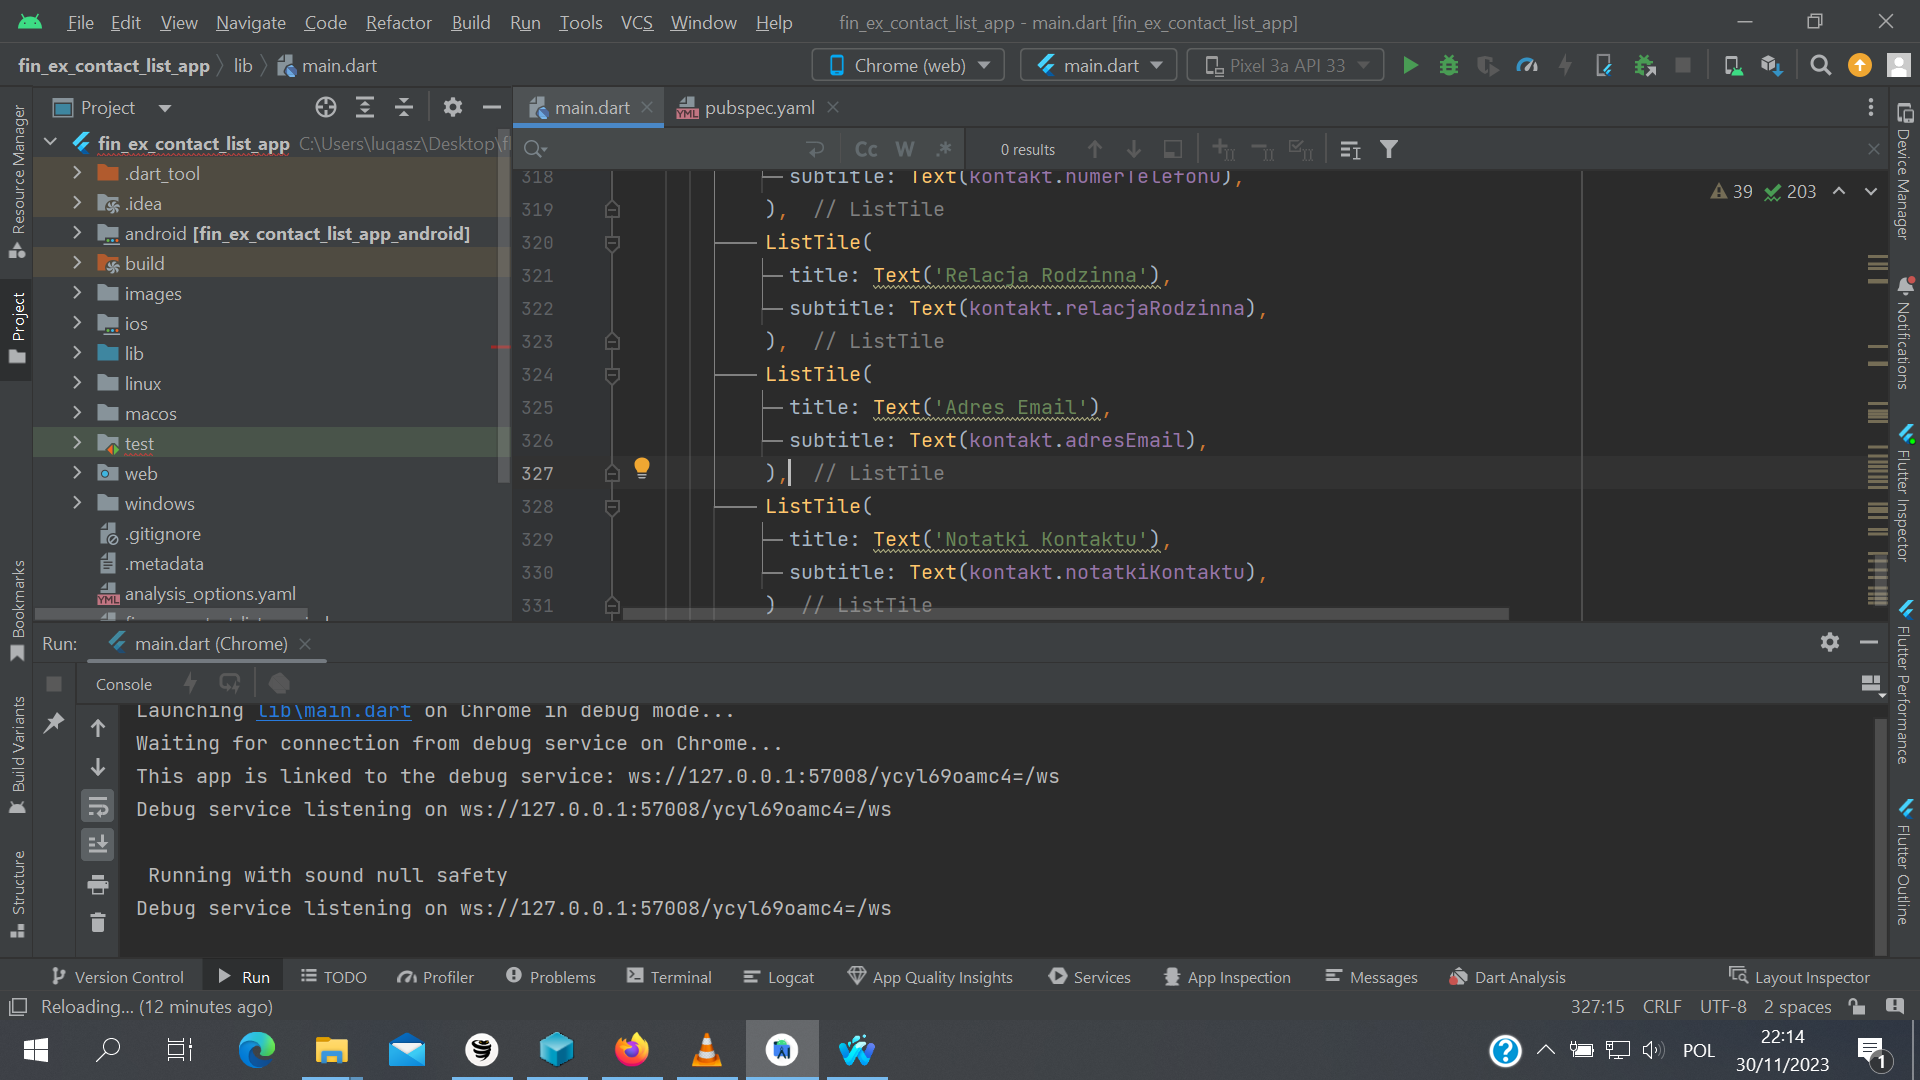 File Edit View Navigate Code Refactor Build Run Tools VCS Window Help fin_ex_contact_list_app - main.dart [fin_ex_contact_list_app]
fin_ex_contact_list_app lib main.dart Chrome (web) main.dart Pixel 3a API 33
Project
main.dart pubspec.yaml
Cc W .* 0 results
fin_ex_contact_list_app C:\Users\luqasz\Desktop\f
.dart_tool
.idea
android [fin_ex_contact_list_app_android]
build
images
ios
lib
linux
macos
test
web
windows
.gitignore
.metadata
analysis_options.yaml
39 203
318 subtitle: Text(kontakt.numerTelefonu),
319 ), // ListTile
320 ListTile(
321 title: Text('Relacja Rodzinna'),
322 subtitle: Text(kontakt.relacjaRodzinna),
323 ), // ListTile
324 ListTile(
325 title: Text('Adres Email'),
326 subtitle: Text(kontakt.adresEmail),
327 ), // ListTile
328 ListTile(
329 title: Text('Notatki Kontaktu'),
330 subtitle: Text(kontakt.notatkiKontaktu),
331 ) // ListTile
Resource Manager
Project
Bookmarks
Build Variants
Structure
Device Manager
Notifications
Flutter Inspector
Flutter Performance
Flutter Outline
Run: main.dart (Chrome)
Console
Launching lib\main.dart on Chrome in debug mode...
Waiting for connection from debug service on Chrome...
This app is linked to the debug service: ws://127.0.0.1:57008/ycyl69oamc4=/ws
Debug service listening on ws://127.0.0.1:57008/ycyl69oamc4=/ws
Running with sound null safety
Debug service listening on ws://127.0.0.1:57008/ycyl69oamc4=/ws
Version Control Run TODO Profiler Problems Terminal Logcat App Quality Insights Services App Inspection Messages Dart Analysis Layout Inspector
Reloading... (12 minutes ago) 327:15 CRLF UTF-8 2 spaces
POL 22:14
30/11/2023
1